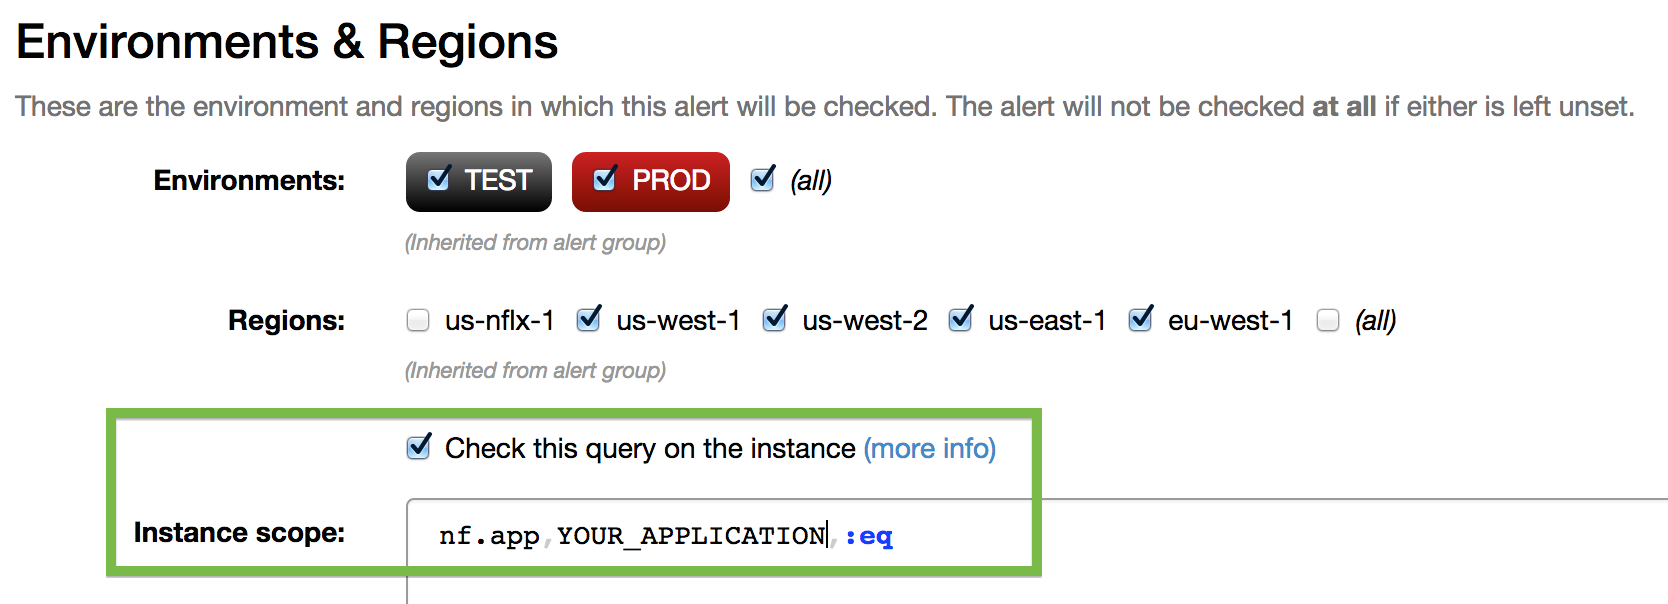 Environments & Regions
These are the environment and regions in which this alert will be checked. The alert will not be checked at all if either is left unset.
Environments: TEST PROD (all)
(Inherited from alert group)
Regions: us-nflx-1 us-west-1 us-west-2 us-east-1 eu-west-1 (all)
(Inherited from alert group)
Check this query on the instance (more info)
Instance scope: nf.app,YOUR_APPLICATION,:eq